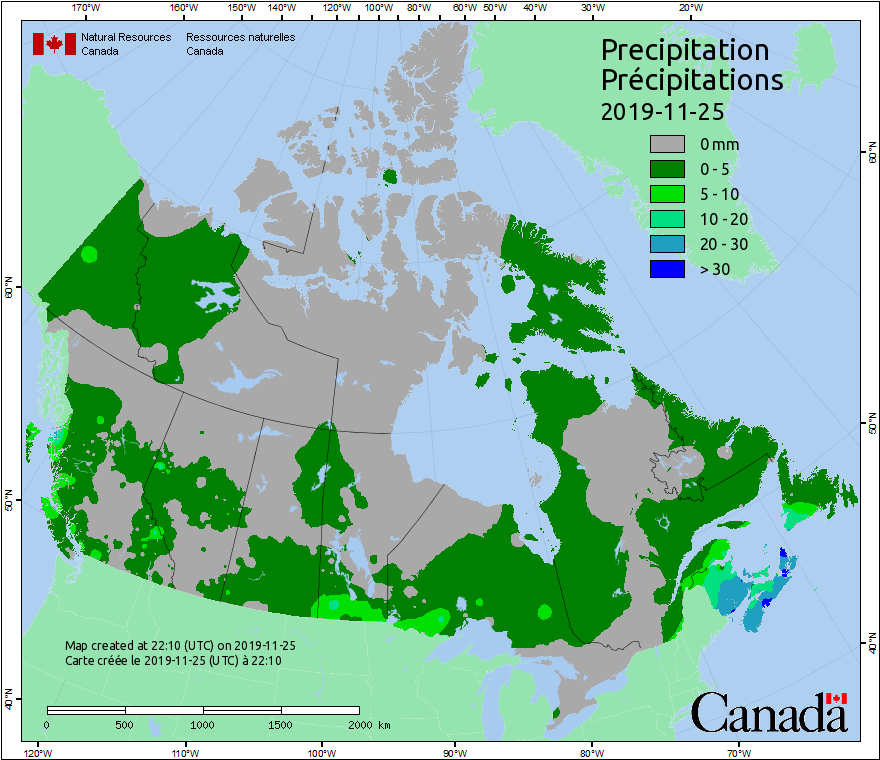 170°W 160°W 150°W 140°W 130°W 120°W 110°W 100°W 90°W 80°W 70°W 60°W 50°W 40°W 30°W 20°W
Natural Resources Ressources naturelles
Canada Canada
Precipitation
Précipitations
2019-11-25
0 mm
0 - 5
5 - 10
10 - 20
20 - 30
> 30
60°N 60°N
50°N 50°N
40°N 40°N
Map created at 22:10 (UTC) on 2019-11-25
Carte créée le 2019-11-25 (UTC) à 22:10
0 500 1000 1500 2000 km
Canada
120°W 110°W 100°W 90°W 80°W 70°W